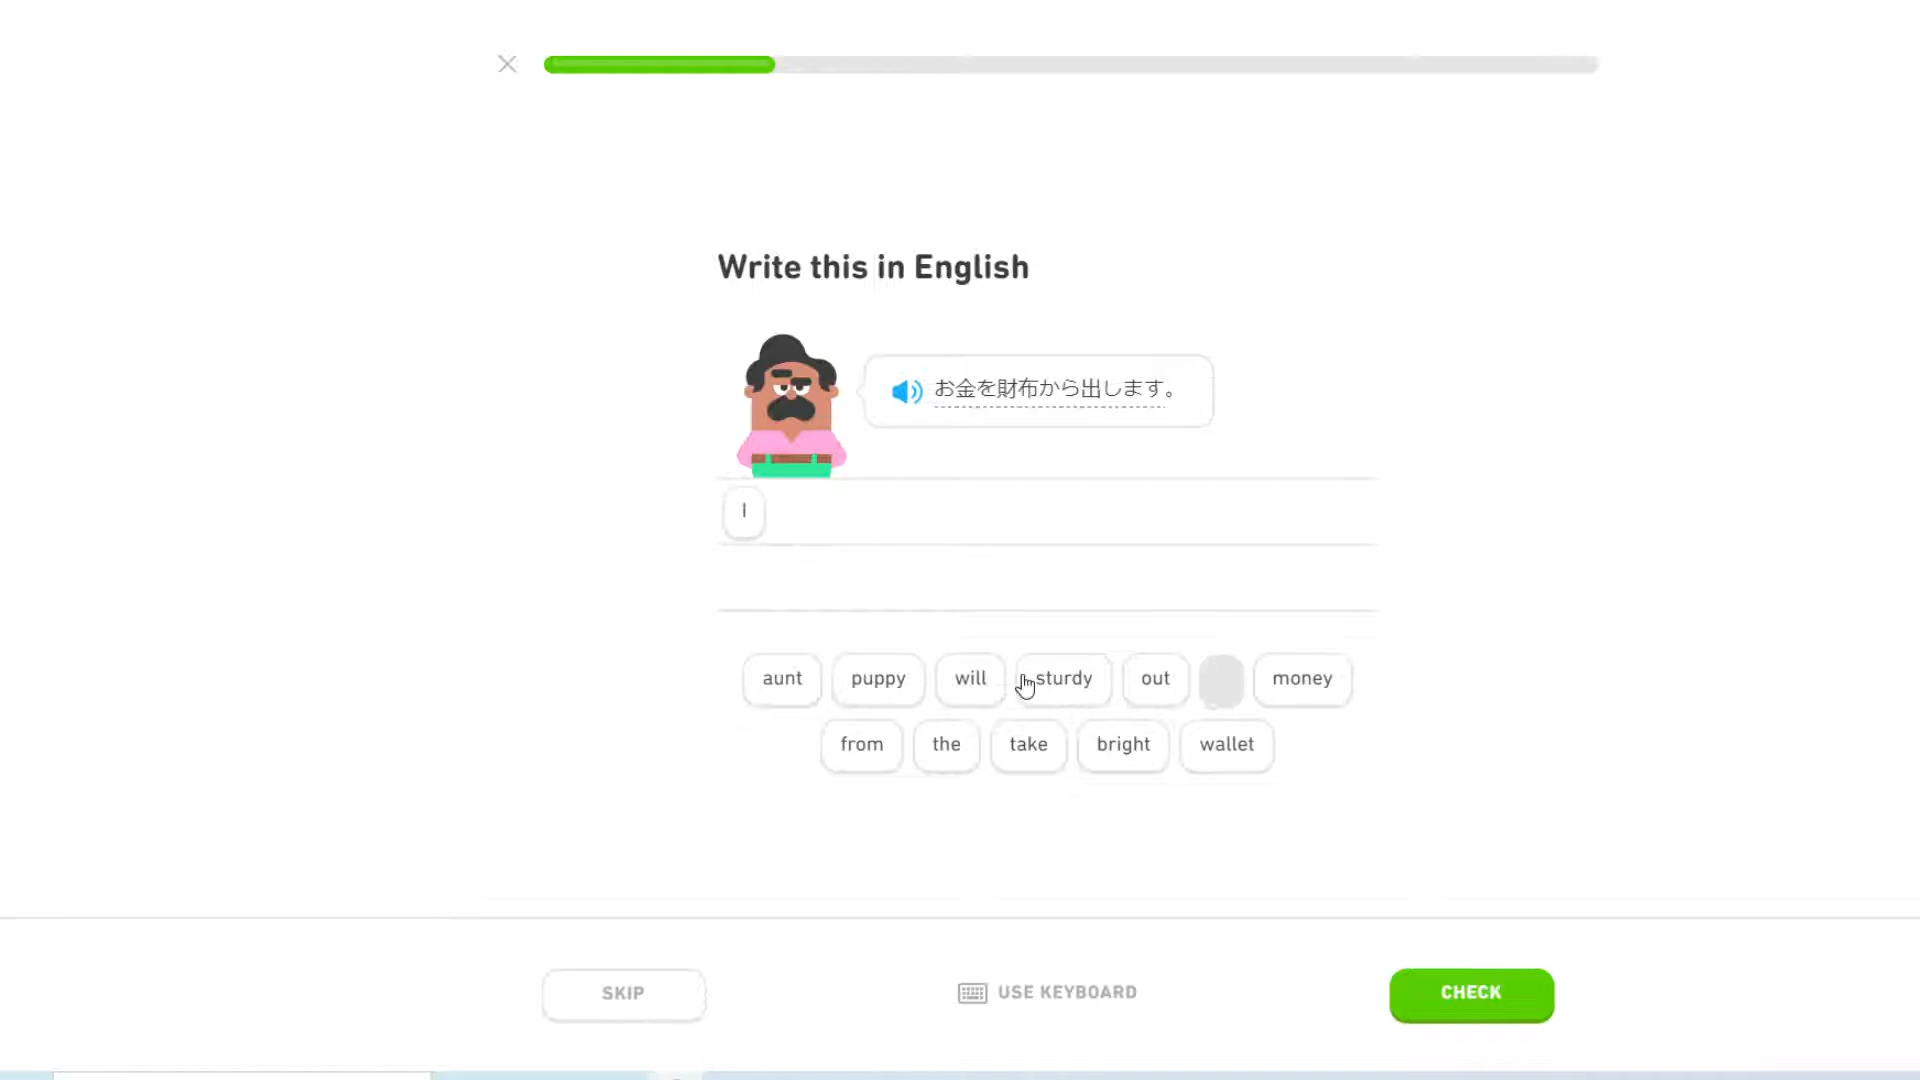 Write this in English
お金を財布から出します。
I
aunt puppy will sturdy out money
from the take bright wallet
SKIP USE KEYBOARD CHECK